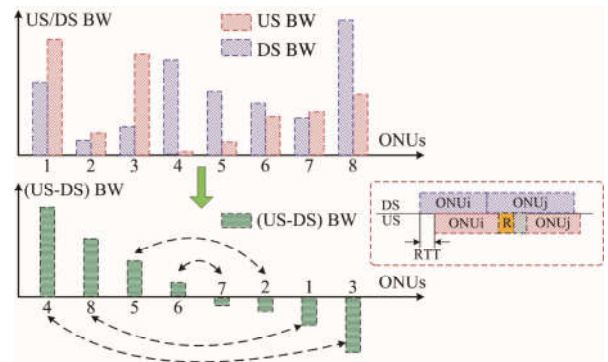 US/DS BW
US BW
DS BW
ONUs
1 2 3 4 5 6 7 8
(US-DS) BW
(US-DS) BW
ONUs
4 8 5 6 7 2 1 3
DS ONUi ONUj
US ONUi R ONUj
RTT